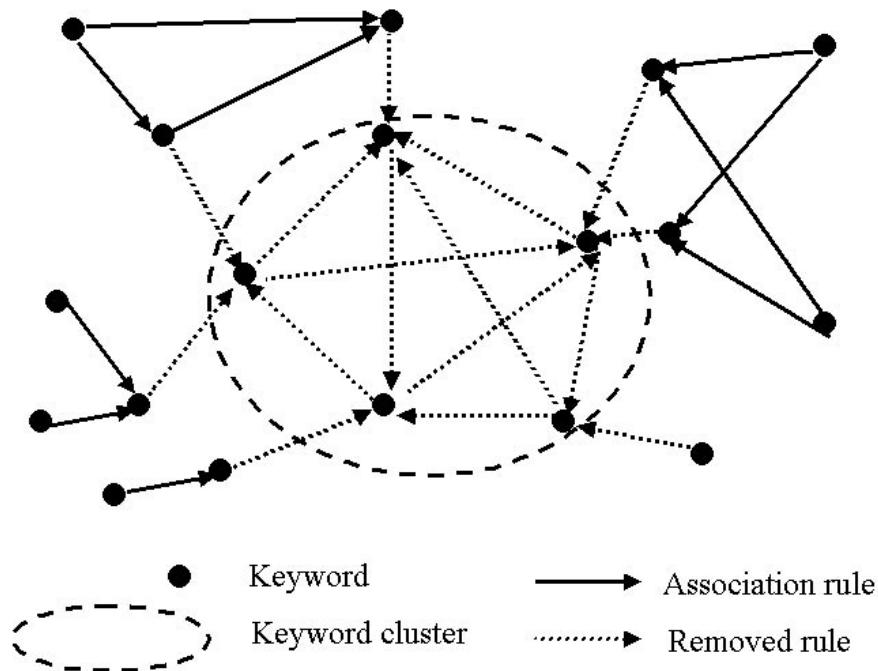 Keyword
Association rule
Keyword cluster
Removed rule